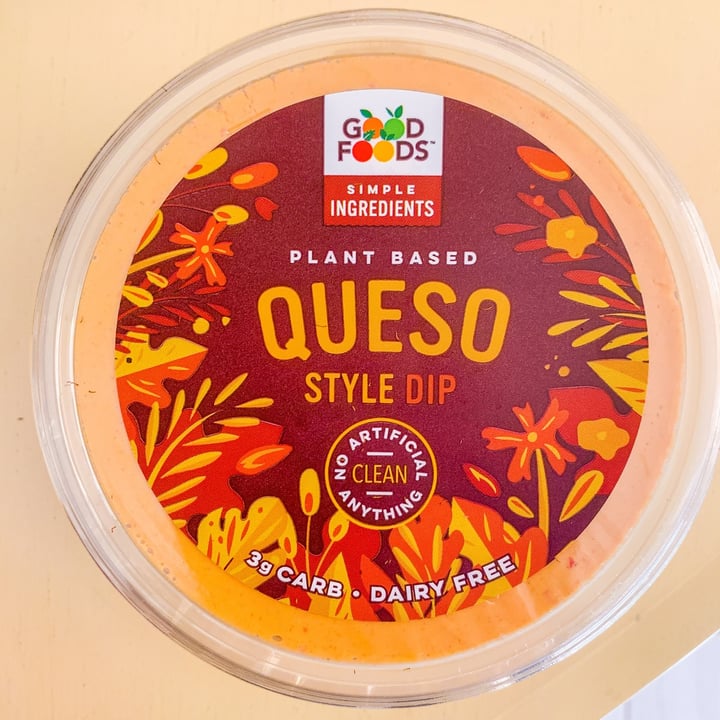 GOOD
FOODS™
SIMPLE
INGREDIENTS
PLANT BASED
QUESO
STYLE DIP
NO ARTIFICIAL
CLEAN
ANYTHING
3g CARB • DAIRY FREE